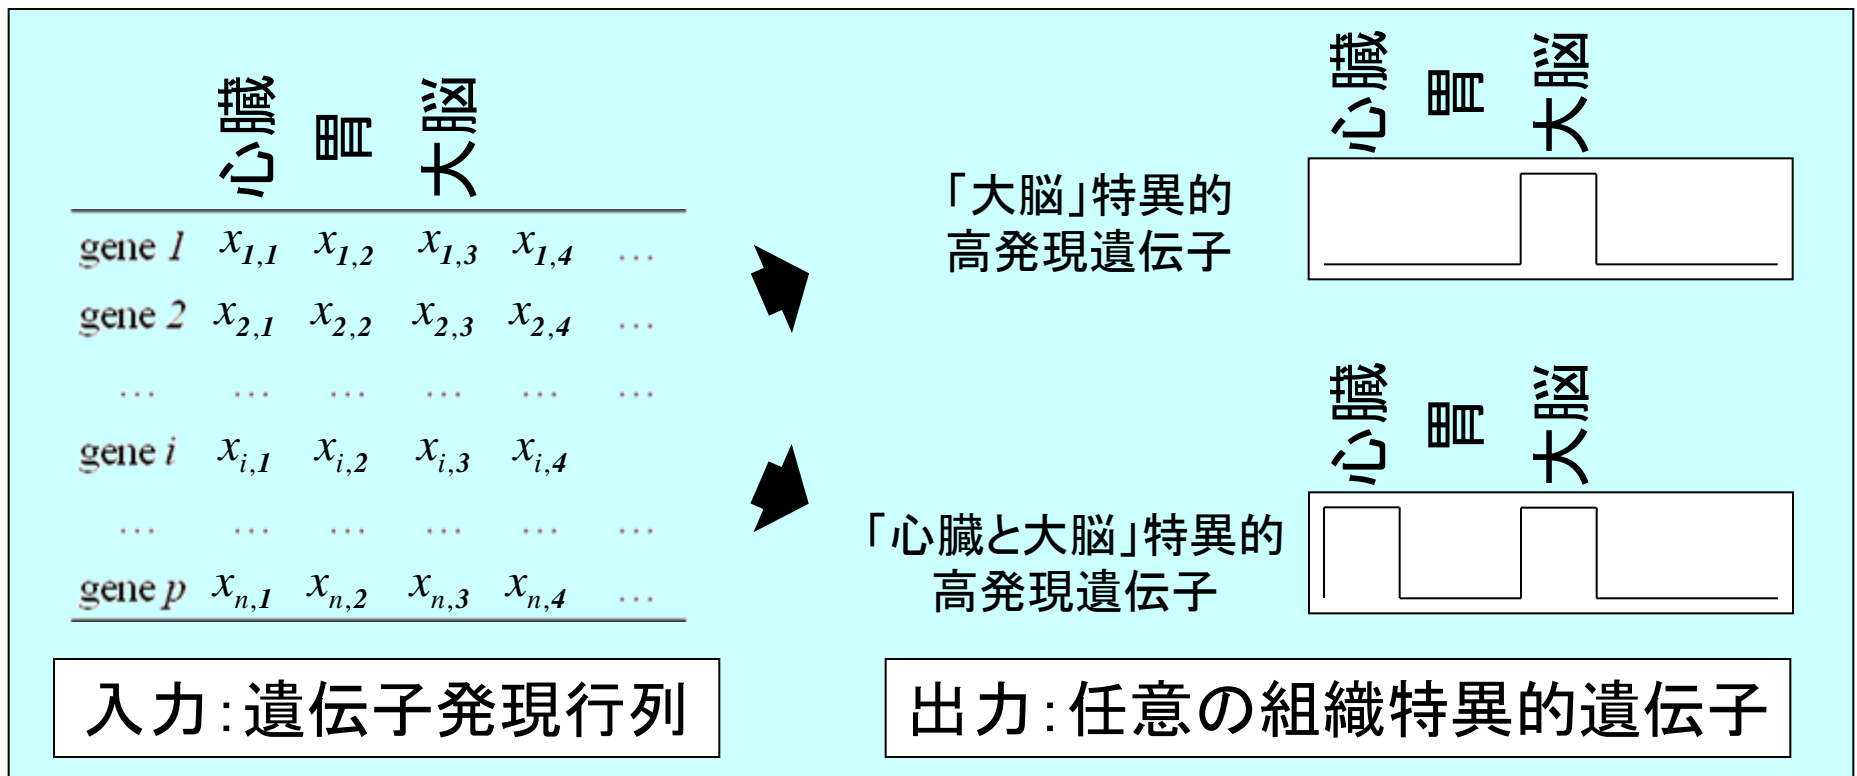 心臓 胃 大脳
gene 1 x1,1 x1,2 x1,3 x1,4 ...
gene 2 x2,1 x2,2 x2,3 x2,4 ...
... ... ... ... ... ...
gene i xi,1 xi,2 xi,3 xi,4
... ... ... ... ... ...
gene p xn,1 xn,2 xn,3 xn,4 ...
入力：遺伝子発現行列
心臓 胃 大脳
「大脳」特異的
高発現遺伝子
心臓 胃 大脳
「心臓と大脳」特異的
高発現遺伝子
出力：任意の組織特異的遺伝子